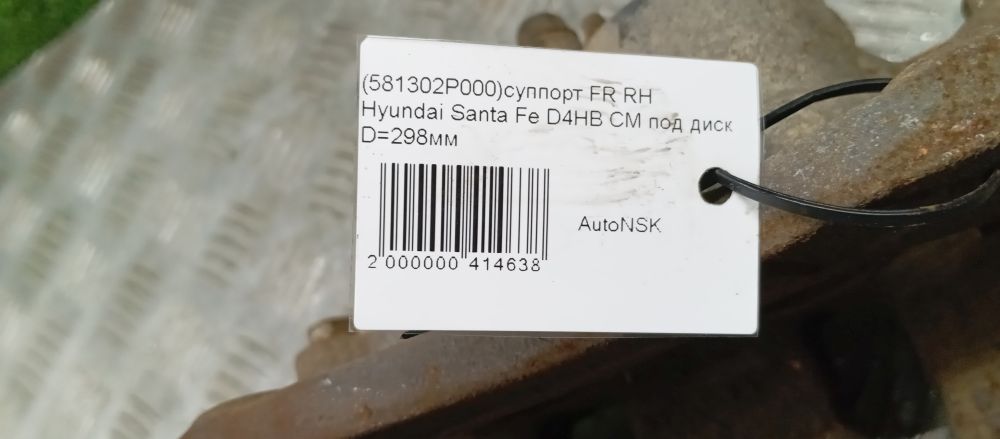 (581302P000)суппорт FR RH
Hyundai Santa Fe D4HB CM под диск
D=298мм
AutoNSK
2 000000 414638